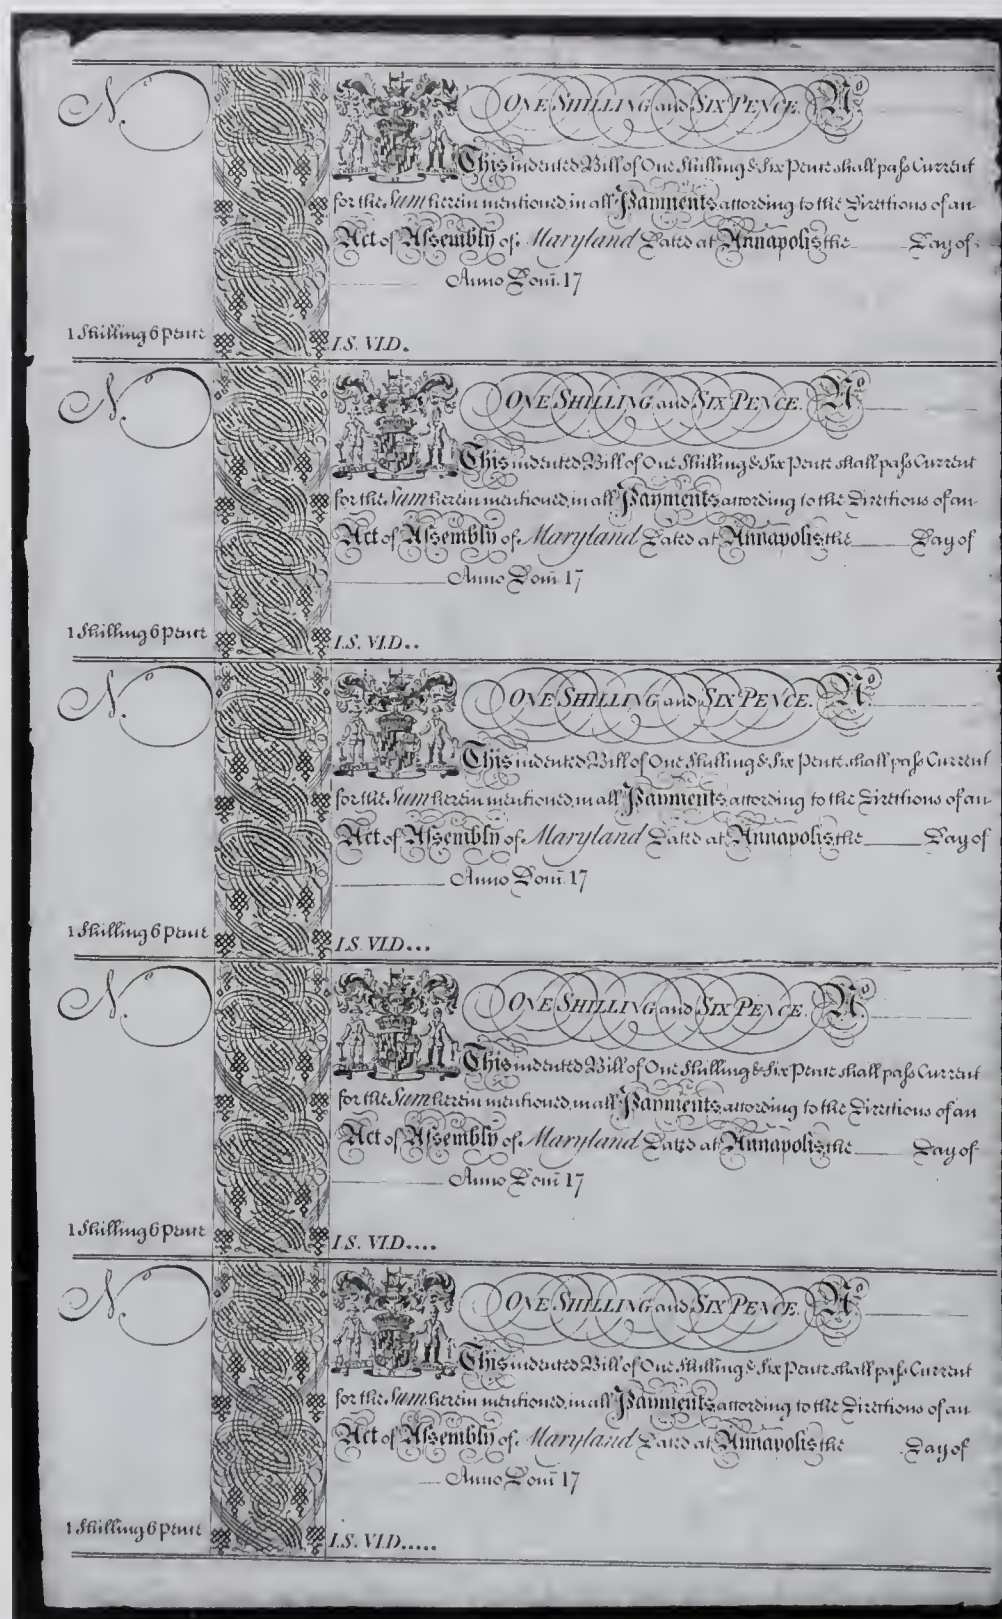 No. ONE SHILLING and SIX PENCE. No.
This indented Bill of One Shilling & Six Pence shall paſs Current
for the Sum herein mentioned, in all Payments, according to the Directions of an
Act of Aſsembly of Maryland Dated at Annapolis, the Day of
Anno Dom. 17
1 Shilling 6 Pence I.S. VI.D.
No. ONE SHILLING and SIX PENCE. No.
This indented Bill of One Shilling & Six Pence shall paſs Current
for the Sum herein mentioned, in all Payments, according to the Directions of an
Act of Aſsembly of Maryland Dated at Annapolis, the Day of
Anno Dom. 17
1 Shilling 6 Pence I.S. VI.D..
No. ONE SHILLING and SIX PENCE. No.
This indented Bill of One Shilling & Six Pence shall paſs Current
for the Sum herein mentioned, in all Payments, according to the Directions of an
Act of Aſsembly of Maryland Dated at Annapolis, the Day of
Anno Dom. 17
1 Shilling 6 Pence I.S. VI.D...
No. ONE SHILLING and SIX PENCE. No.
This indented Bill of One Shilling & Six Pence shall paſs Current
for the Sum herein mentioned, in all Payments, according to the Directions of an
Act of Aſsembly of Maryland Dated at Annapolis, the Day of
Anno Dom. 17
1 Shilling 6 Pence I.S. VI.D....
No. ONE SHILLING and SIX PENCE. No.
This indented Bill of One Shilling & Six Pence shall paſs Current
for the Sum herein mentioned, in all Payments, according to the Directions of an
Act of Aſsembly of Maryland Dated at Annapolis, the Day of
Anno Dom. 17
1 Shilling 6 Pence I.S. VI.D.....